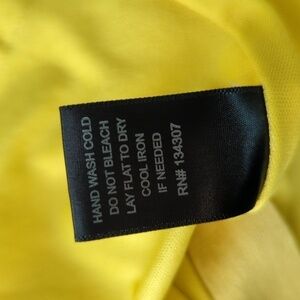 HAND WASH COLD
DO NOT BLEACH
LAY FLAT TO DRY
COOL IRON
IF NEEDED
RN# 134307